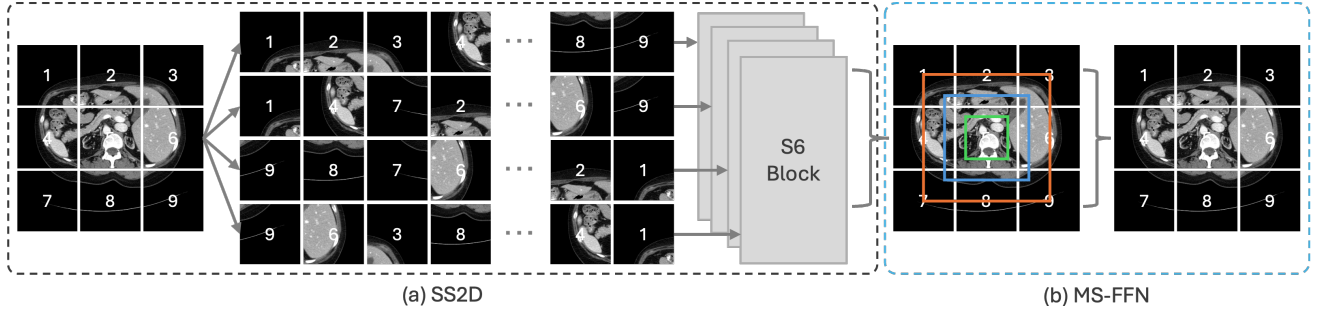 1 2 3
4 6
7 8 9
1 2 3 4 ... 8 9
1 4 7 2 ... 6 9
9 8 7 6 ... 2 1
9 6 3 8 ... 4 1
S6
Block
1 2 3
4 6
7 8 9
1 2 3
4 6
7 8 9
(a) SS2D
(b) MS-FFN